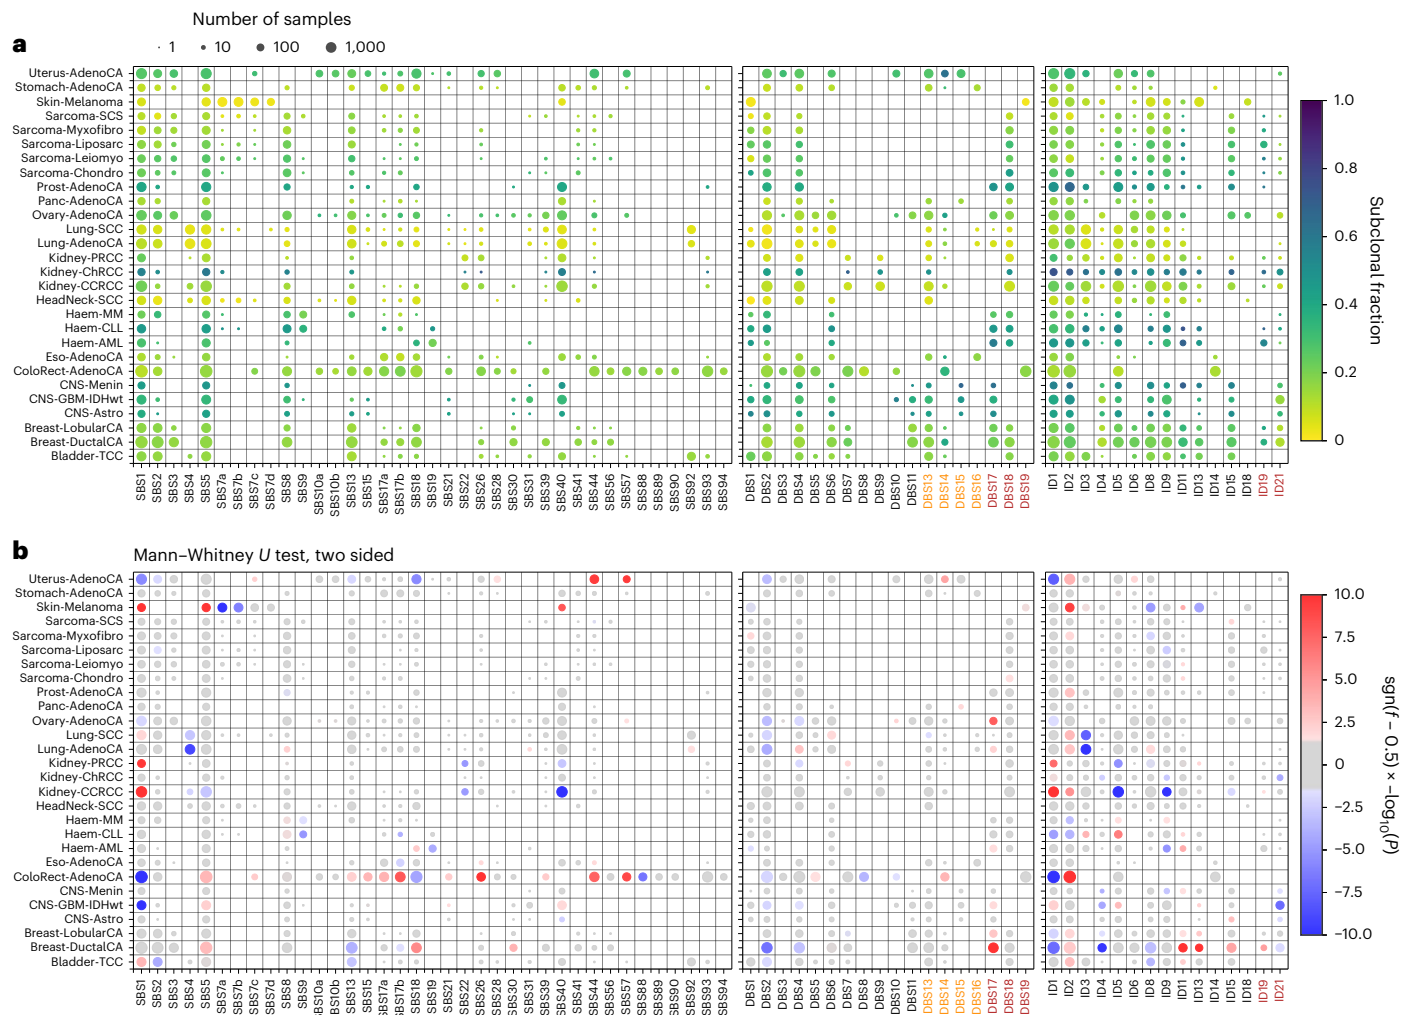 Number of samples
a
1 10 100 1,000
Uterus-AdenoCA
Stomach-AdenoCA
Skin-Melanoma
Sarcoma-SCS
Sarcoma-Myxofibro
Sarcoma-Liposarc
Sarcoma-Leiomyo
Sarcoma-Chondro
Prost-AdenoCA
Panc-AdenoCA
Ovary-AdenoCA
Lung-SCC
Lung-AdenoCA
Kidney-PRCC
Kidney-ChRCC
Kidney-CCRCC
HeadNeck-SCC
Haem-MM
Haem-CLL
Haem-AML
Eso-AdenoCA
ColoRect-AdenoCA
CNS-Menin
CNS-GBM-IDHwt
CNS-Astro
Breast-LobularCA
Breast-DuctalCA
Bladder-TCC
SBS1 SBS2 SBS3 SBS4 SBS5 SBS7a SBS7b SBS7c SBS7d SBS8 SBS9 SBS10a SBS10b SBS13 SBS15 SBS17a SBS17b SBS18 SBS19 SBS21 SBS22 SBS26 SBS28 SBS30 SBS31 SBS39 SBS40 SBS41 SBS44 SBS57 SBS88 SBS89 SBS90 SBS92 SBS93 SBS94
DBS1 DBS2 DBS3 DBS4 DBS5 DBS6 DBS7 DBS8 DBS9 DBS10 DBS11 DBS13 DBS14 DBS15 DBS16 DBS17 DBS18 DBS19
ID1 ID2 ID3 ID4 ID5 ID6 ID8 ID9 ID11 ID13 ID14 ID15 ID18 ID19 ID21
1.0
0.8
0.6
0.4
0.2
0
Subclonal fraction
b
Mann–Whitney U test, two sided
Uterus-AdenoCA
Stomach-AdenoCA
Skin-Melanoma
Sarcoma-SCS
Sarcoma-Myxofibro
Sarcoma-Liposarc
Sarcoma-Leiomyo
Sarcoma-Chondro
Prost-AdenoCA
Panc-AdenoCA
Ovary-AdenoCA
Lung-SCC
Lung-AdenoCA
Kidney-PRCC
Kidney-ChRCC
Kidney-CCRCC
HeadNeck-SCC
Haem-MM
Haem-CLL
Haem-AML
Eso-AdenoCA
ColoRect-AdenoCA
CNS-Menin
CNS-GBM-IDHwt
CNS-Astro
Breast-LobularCA
Breast-DuctalCA
Bladder-TCC
SBS1 SBS2 SBS3 SBS4 SBS5 SBS7a SBS7b SBS7c SBS7d SBS8 SBS9 SBS10a SBS10b SBS13 SBS15 SBS17a SBS17b SBS18 SBS19 SBS21 SBS22 SBS26 SBS28 SBS30 SBS31 SBS39 SBS40 SBS41 SBS44 SBS57 SBS88 SBS89 SBS90 SBS92 SBS93 SBS94
DBS1 DBS2 DBS3 DBS4 DBS5 DBS6 DBS7 DBS8 DBS9 DBS10 DBS11 DBS13 DBS14 DBS15 DBS16 DBS17 DBS18 DBS19
ID1 ID2 ID3 ID4 ID5 ID6 ID8 ID9 ID11 ID13 ID14 ID15 ID18 ID19 ID21
10.0
7.5
5.0
2.5
0
−2.5
−5.0
−7.5
−10.0
sgn(f − 0.5) × −log10(P)